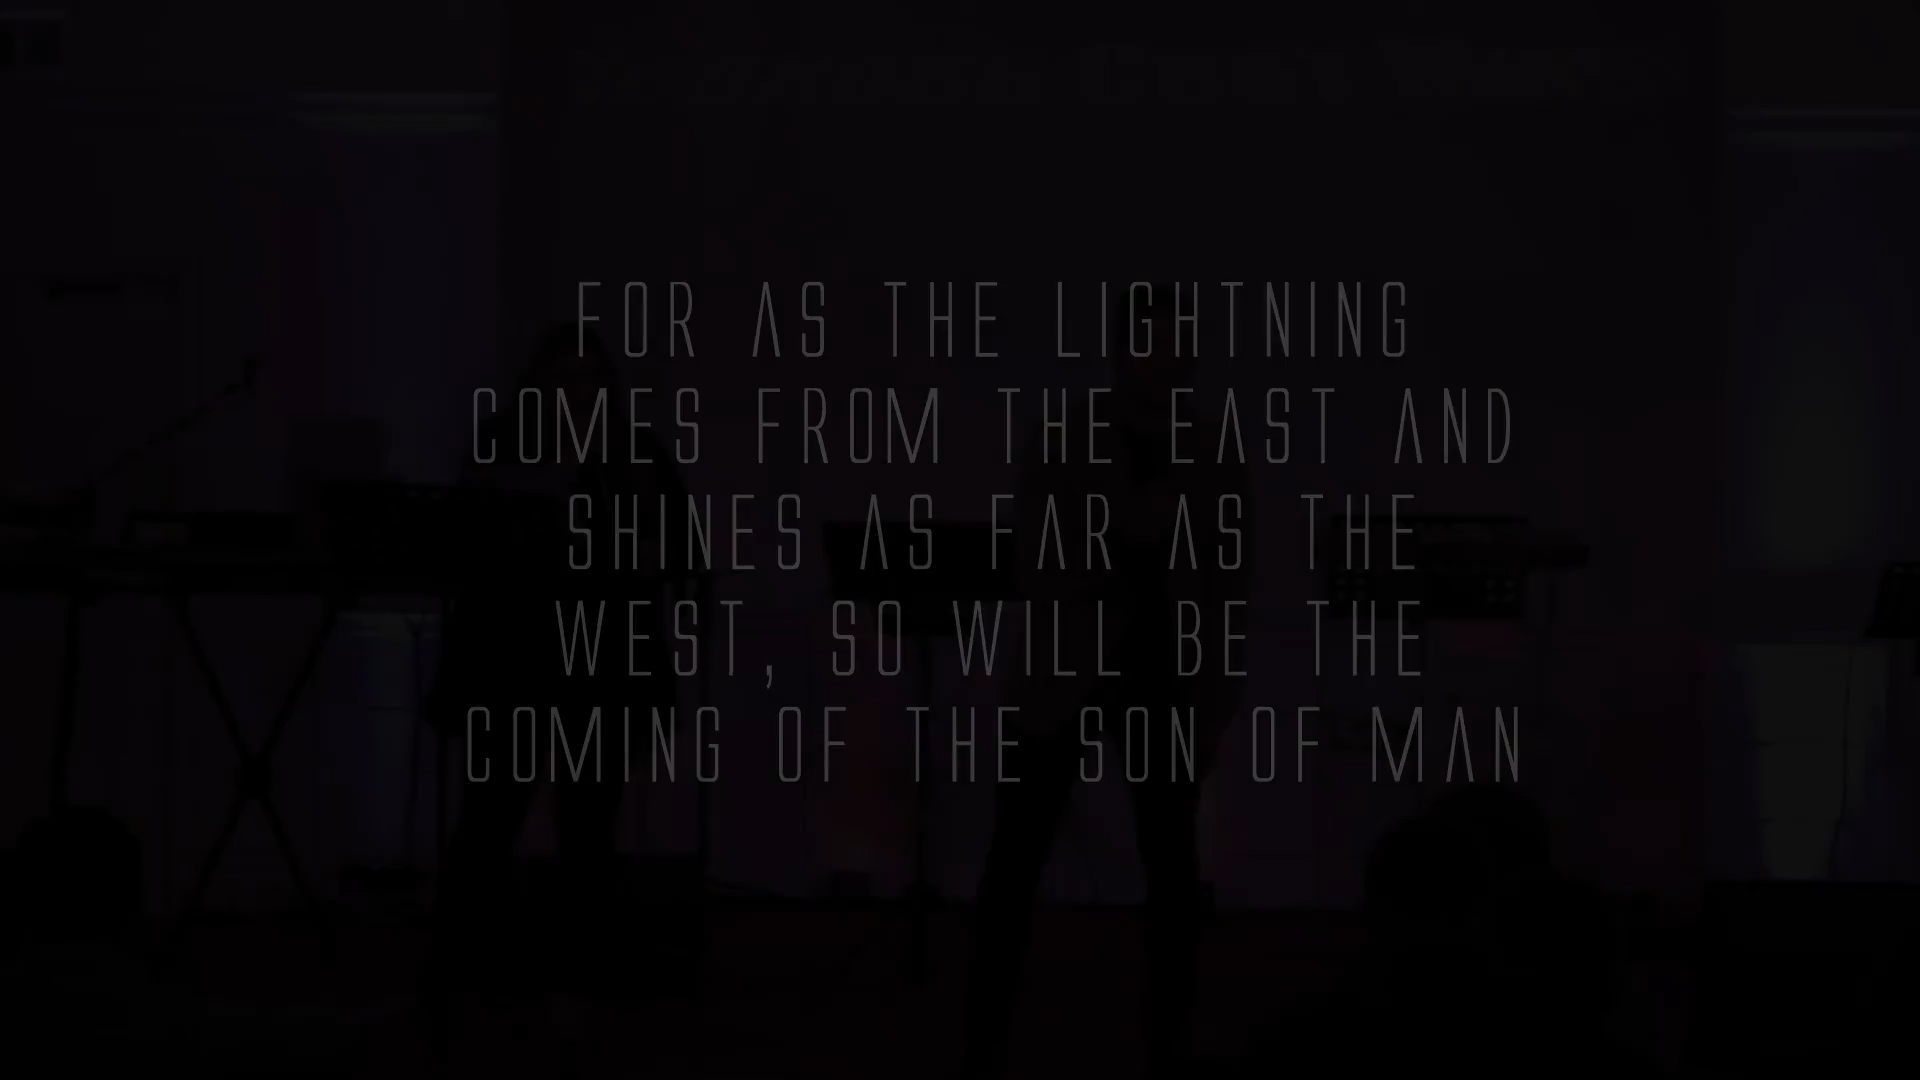 FOR AS THE LIGHTNING
COMES FROM THE EAST AND
SHINES AS FAR AS THE
WEST, SO WILL BE THE
COMING OF THE SON OF MAN